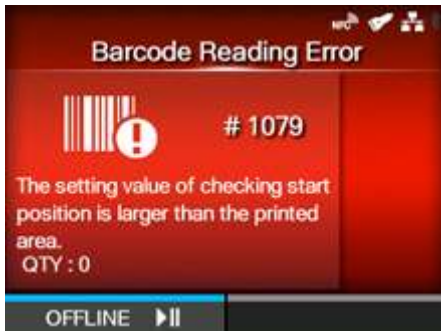 NFC
Barcode Reading Error
# 1079
The setting value of checking start
position is larger than the printed
area.
QTY : 0
OFFLINE